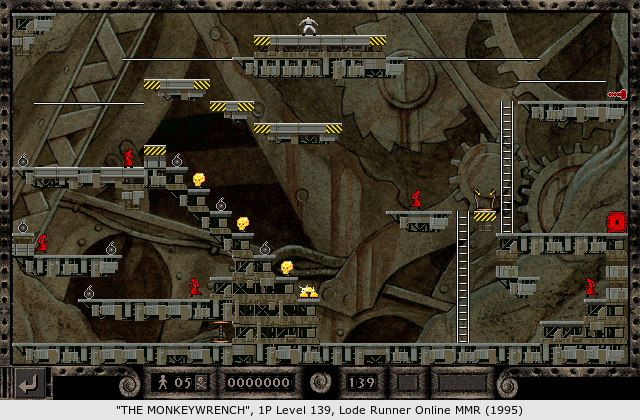 05 0000000 139
"THE MONKEYWRENCH", 1P Level 139, Lode Runner Online MMR (1995)